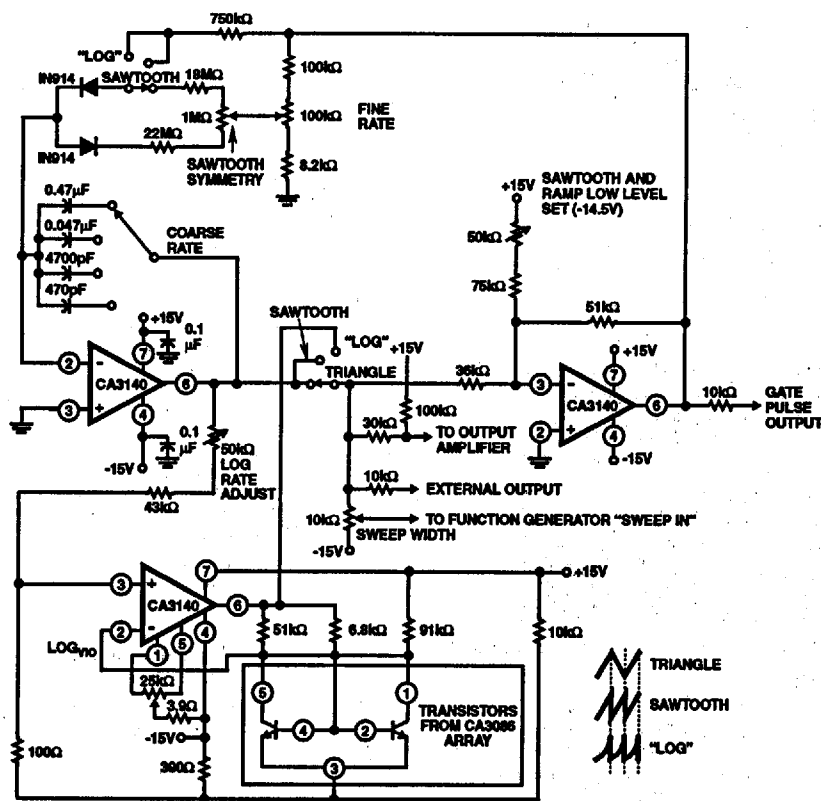 750kΩ
"LOG"
IN914
SAWTOOTH
18MΩ
100kΩ
1MΩ
100kΩ
FINE
RATE
22MΩ
IN914
SAWTOOTH
SYMMETRY
8.2kΩ
0.47μF
0.047μF
4700pF
470pF
COARSE
RATE
+15V
SAWTOOTH AND
RAMP LOW LEVEL
SET (-14.5V)
50kΩ
75kΩ
51kΩ
+15V
0.1
μF
7
2
-
CA3140
6
3
+
4
0.1
μF
-15V
SAWTOOTH
"LOG"
+15V
TRIANGLE
100kΩ
36kΩ
30kΩ
TO OUTPUT
AMPLIFIER
10kΩ
EXTERNAL OUTPUT
10kΩ
SWEEP WIDTH
TO FUNCTION GENERATOR "SWEEP IN"
-15V
+15V
7
3
-
CA3140
6
2
+
4
-15V
10kΩ
GATE
PULSE
OUTPUT
50kΩ
LOG
RATE
ADJUST
43kΩ
3
+
CA3140
7
6
2
-
4
1
5
LOGVIO
25kΩ
3.9Ω
-15V
390Ω
100Ω
51kΩ
6.8kΩ
91kΩ
10kΩ
+15V
5
1
4
2
3
TRANSISTORS
FROM CA3086
ARRAY
TRIANGLE
SAWTOOTH
"LOG"